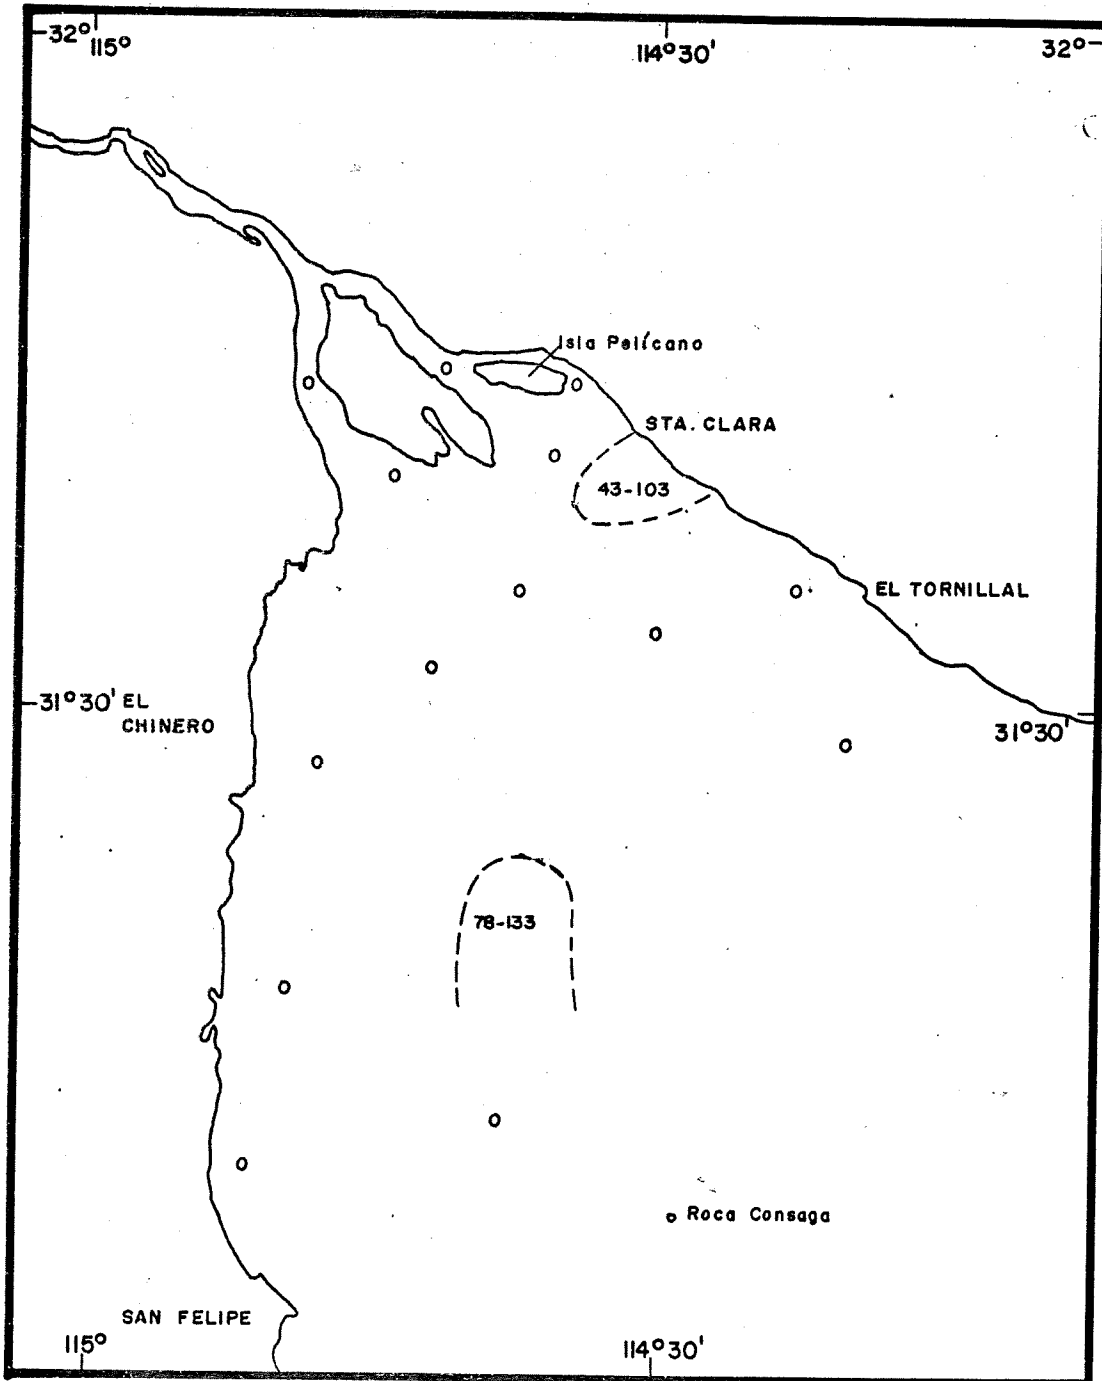 32°
115°
114°30'
32°
Isla Pelícano
STA. CLARA
43-103
EL TORNILLAL
31°30'
EL
CHINERO
31°30'
78-133
Roca Consaga
SAN FELIPE
115°
114°30'